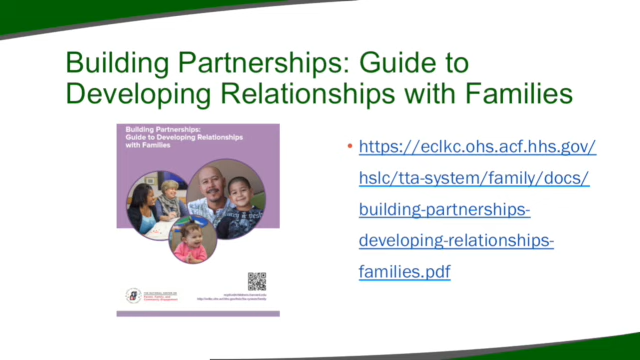 Building Partnerships: Guide to
Developing Relationships with Families
Building Partnerships:
Guide to Developing Relationships
with Families
• https://eclkc.ohs.acf.hhs.gov/
hslc/tta-system/family/docs/
building-partnerships-
developing-relationships-
families.pdf